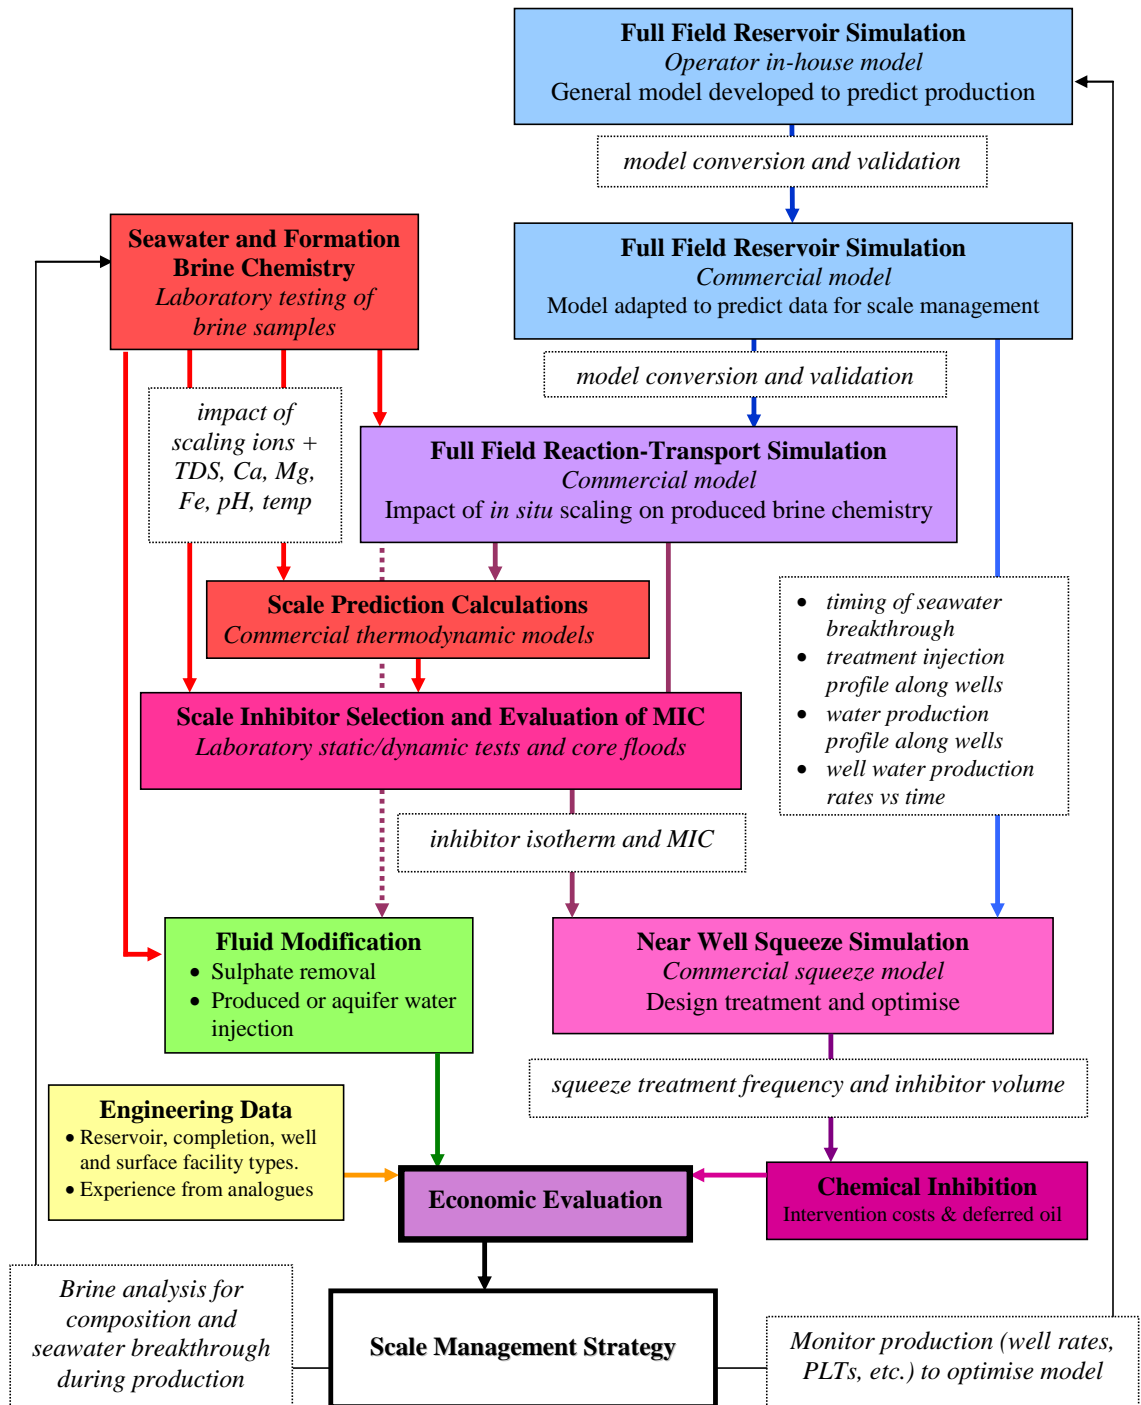 Full Field Reservoir Simulation
Operator in-house model
General model developed to predict production
model conversion and validation
Seawater and Formation
Brine Chemistry
Laboratory testing of
brine samples
Full Field Reservoir Simulation
Commercial model
Model adapted to predict data for scale management
model conversion and validation
impact of
scaling ions +
TDS, Ca, Mg,
Fe, pH, temp
Full Field Reaction-Transport Simulation
Commercial model
Impact of in situ scaling on produced brine chemistry
Scale Prediction Calculations
Commercial thermodynamic models
• timing of seawater
breakthrough
• treatment injection
profile along wells
• water production
profile along wells
• well water production
rates vs time
Scale Inhibitor Selection and Evaluation of MIC
Laboratory static/dynamic tests and core floods
inhibitor isotherm and MIC
Fluid Modification
• Sulphate removal
• Produced or aquifer water
injection
Near Well Squeeze Simulation
Commercial squeeze model
Design treatment and optimise
squeeze treatment frequency and inhibitor volume
Engineering Data
• Reservoir, completion, well
and surface facility types.
• Experience from analogues
Economic Evaluation
Chemical Inhibition
Intervention costs & deferred oil
Brine analysis for
composition and
seawater breakthrough
during production
Scale Management Strategy
Monitor production (well rates,
PLTs, etc.) to optimise model